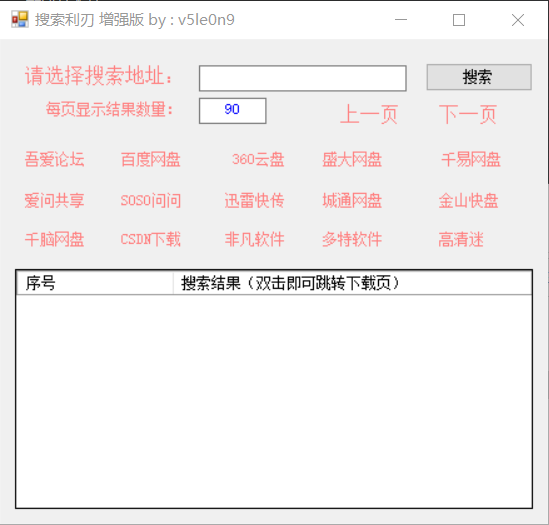 搜索利刃 增强版 by : v5le0n9
请选择搜索地址： 搜索
每页显示结果数量： 90 上一页 下一页
吾爱论坛 百度网盘 360云盘 盛大网盘 千易网盘
爱问共享 SOSO问问 迅雷快传 城通网盘 金山快盘
千脑网盘 CSDN下载 非凡软件 多特软件 高清迷
序号 搜索结果（双击即可跳转下载页）